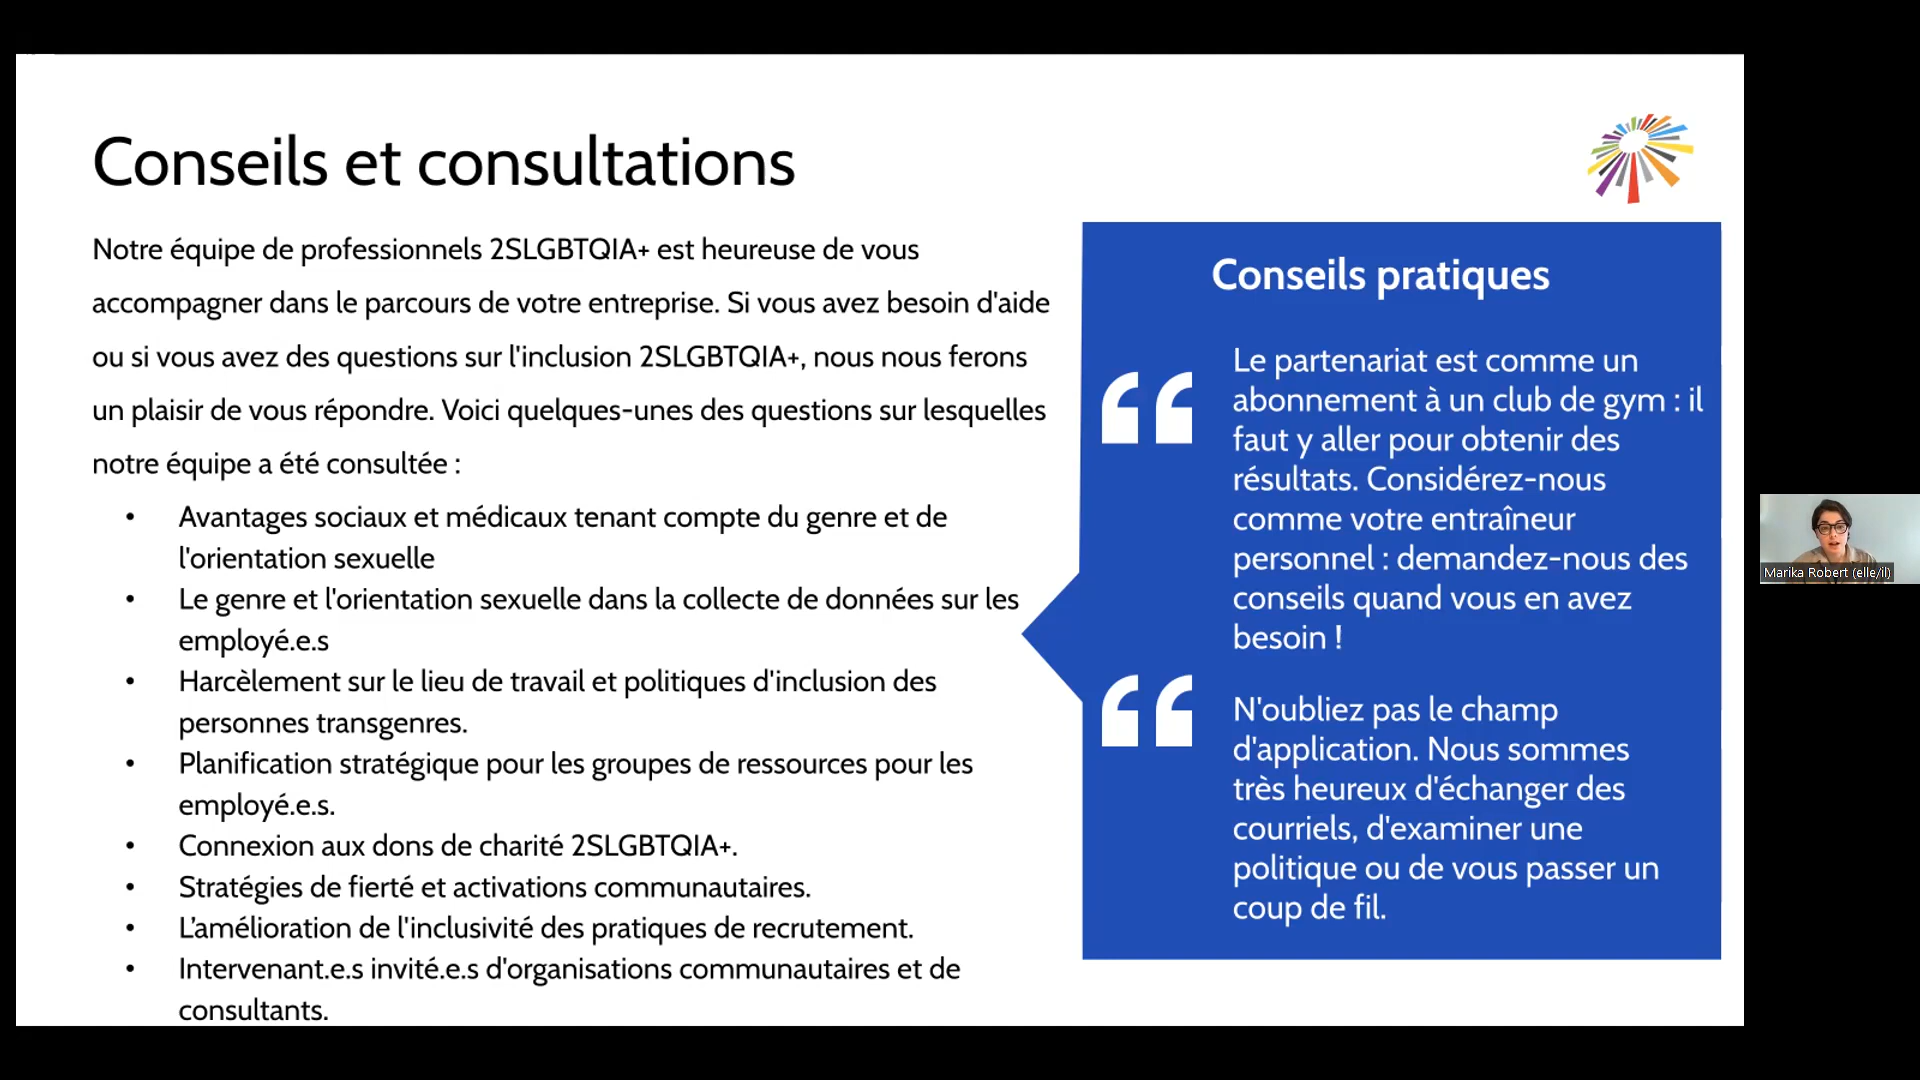 Conseils et consultations
Notre équipe de professionnels 2SLGBTQIA+ est heureuse de vous
accompagner dans le parcours de votre entreprise. Si vous avez besoin d'aide
ou si vous avez des questions sur l'inclusion 2SLGBTQIA+, nous nous ferons
un plaisir de vous répondre. Voici quelques-unes des questions sur lesquelles
notre équipe a été consultée :
• Avantages sociaux et médicaux tenant compte du genre et de
l'orientation sexuelle
• Le genre et l'orientation sexuelle dans la collecte de données sur les
employé.e.s
• Harcèlement sur le lieu de travail et politiques d'inclusion des
personnes transgenres.
• Planification stratégique pour les groupes de ressources pour les
employé.e.s.
• Connexion aux dons de charité 2SLGBTQIA+.
• Stratégies de fierté et activations communautaires.
• L'amélioration de l'inclusivité des pratiques de recrutement.
• Intervenant.e.s invité.e.s d'organisations communautaires et de
consultants.
Conseils pratiques
“
Le partenariat est comme un
abonnement à un club de gym : il
faut y aller pour obtenir des
résultats. Considérez-nous
comme votre entraîneur
personnel : demandez-nous des
conseils quand vous en avez
besoin !
“
N'oubliez pas le champ
d'application. Nous sommes
très heureux d'échanger des
courriels, d'examiner une
politique ou de vous passer un
coup de fil.
Marika Robert (elle/il)